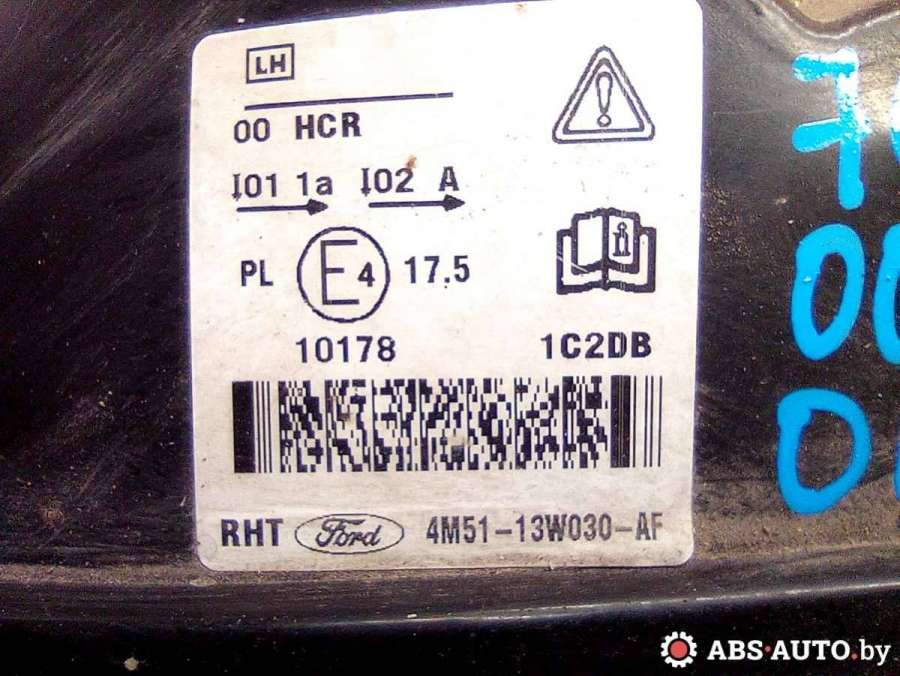 LH
00 HCR
I01 1a I02 A
PL E4 17.5
10178 1C2DB
RHT Ford 4M51-13W030-AF
ABS-AUTO.by